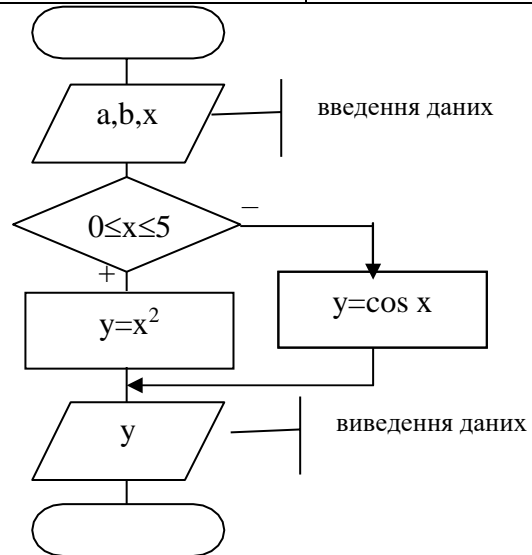 a,b,x
введення даних
0≤x≤5
–
+
y=x²
y=cos x
y
виведення даних